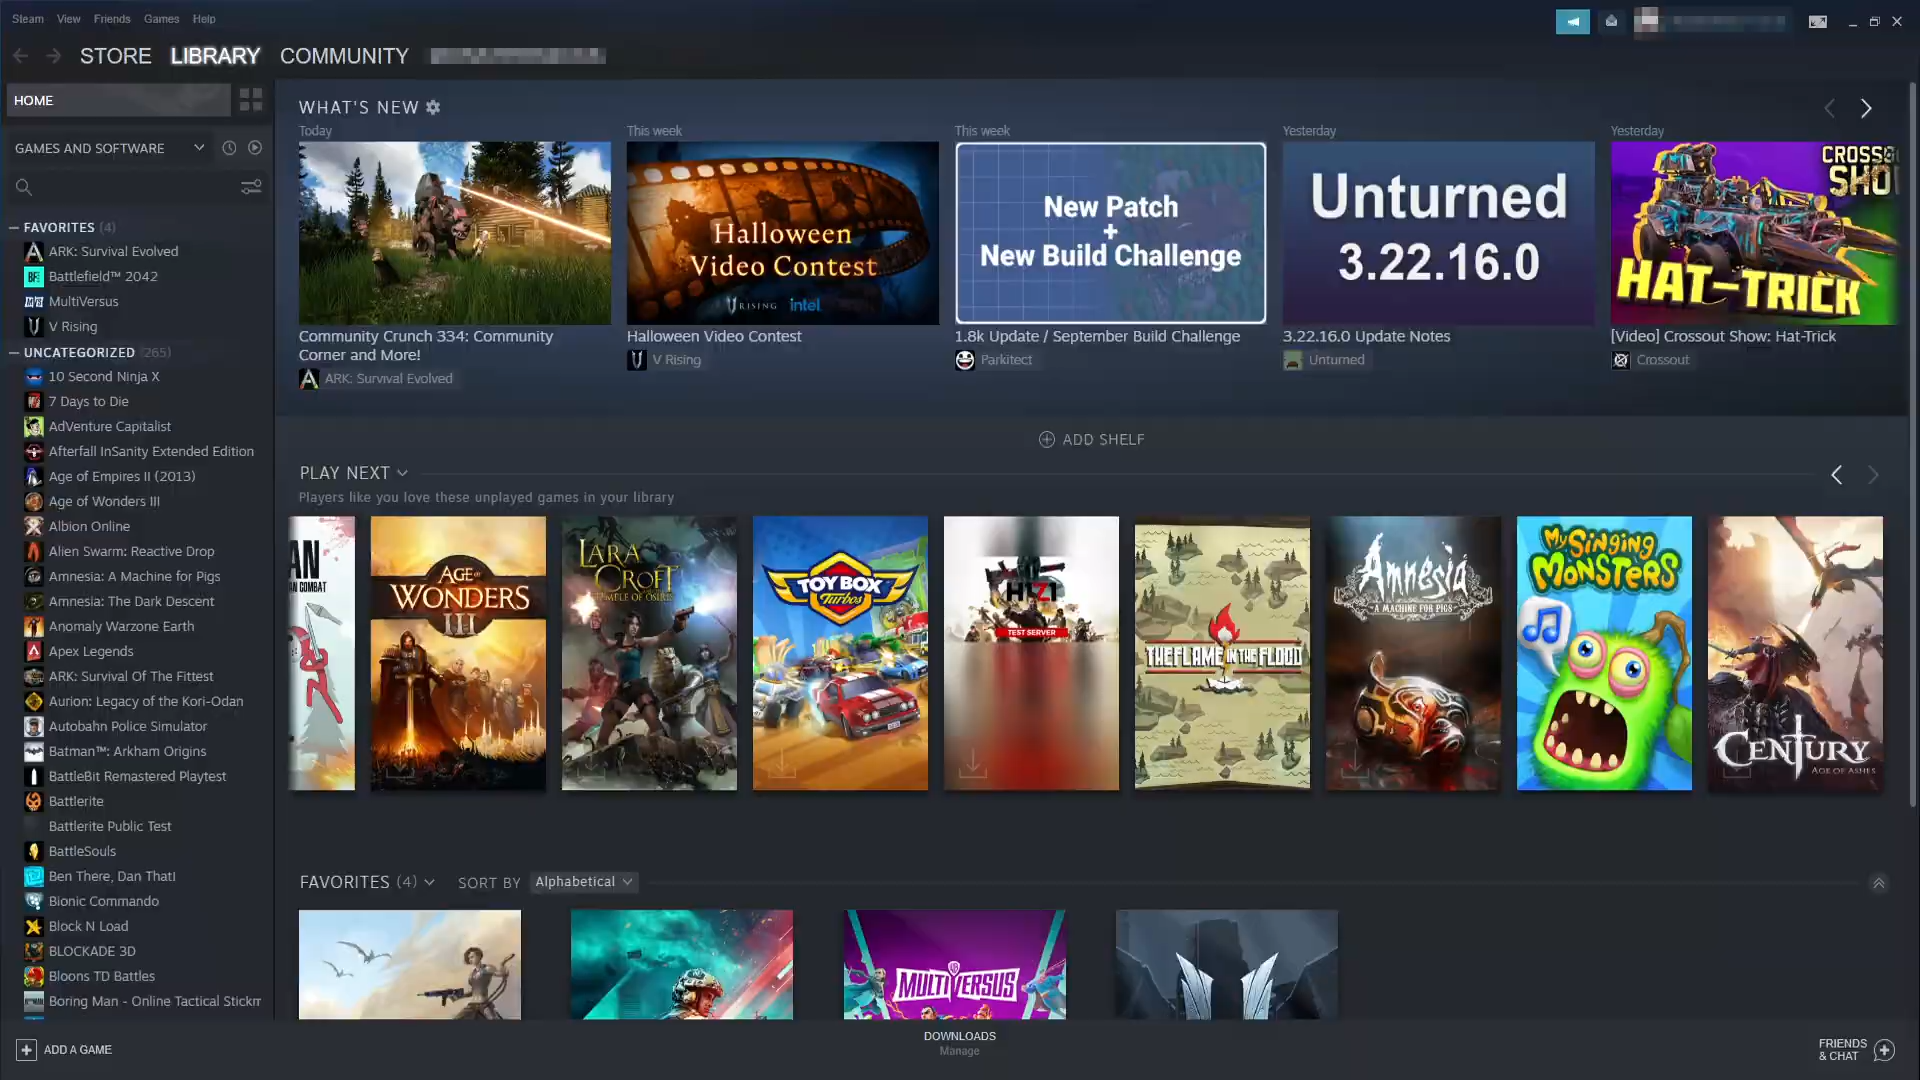 Steam View Friends Games Help
STORE LIBRARY COMMUNITY
HOME
GAMES AND SOFTWARE
FAVORITES (4)
ARK: Survival Evolved
Battlefield™ 2042
MultiVersus
V Rising
UNCATEGORIZED (265)
10 Second Ninja X
7 Days to Die
AdVenture Capitalist
Afterfall InSanity Extended Edition
Age of Empires II (2013)
Age of Wonders III
Albion Online
Alien Swarm: Reactive Drop
Amnesia: A Machine for Pigs
Amnesia: The Dark Descent
Anomaly Warzone Earth
Apex Legends
ARK: Survival Of The Fittest
Aurion: Legacy of the Kori-Odan
Autobahn Police Simulator
Batman™: Arkham Origins
BattleBit Remastered Playtest
Battlerite
Battlerite Public Test
BattleSouls
Ben There, Dan That!
Bionic Commando
Block N Load
BLOCKADE 3D
Bloons TD Battles
Boring Man - Online Tactical Stickm
ADD A GAME
WHAT'S NEW
Today
Community Crunch 334: Community
Corner and More!
ARK: Survival Evolved
This week
Halloween
Video Contest
V RISING intel
Halloween Video Contest
V Rising
This week
New Patch
+
New Build Challenge
1.8k Update / September Build Challenge
Parkitect
Yesterday
Unturned
3.22.16.0
3.22.16.0 Update Notes
Unturned
Yesterday
CROSSO
SHO
HAT-TRICK
[Video] Crossout Show: Hat-Trick
Crossout
ADD SHELF
PLAY NEXT
Players like you love these unplayed games in your library
AN
AN COMBAT
AGE OF
WONDERS
III
LARA
CROFT
TEMPLE OF OSIRIS
TOYBOX
Turbos
H1Z1
TEST SERVER
THE FLAME IN THE FLOOD
Amnesia
A MACHINE FOR PIGS
My Singing
MONSTERS
CENTURY
AGE OF ASHES
FAVORITES (4) SORT BY Alphabetical
MULTIVERSUS
DOWNLOADS
Manage
FRIENDS
& CHAT